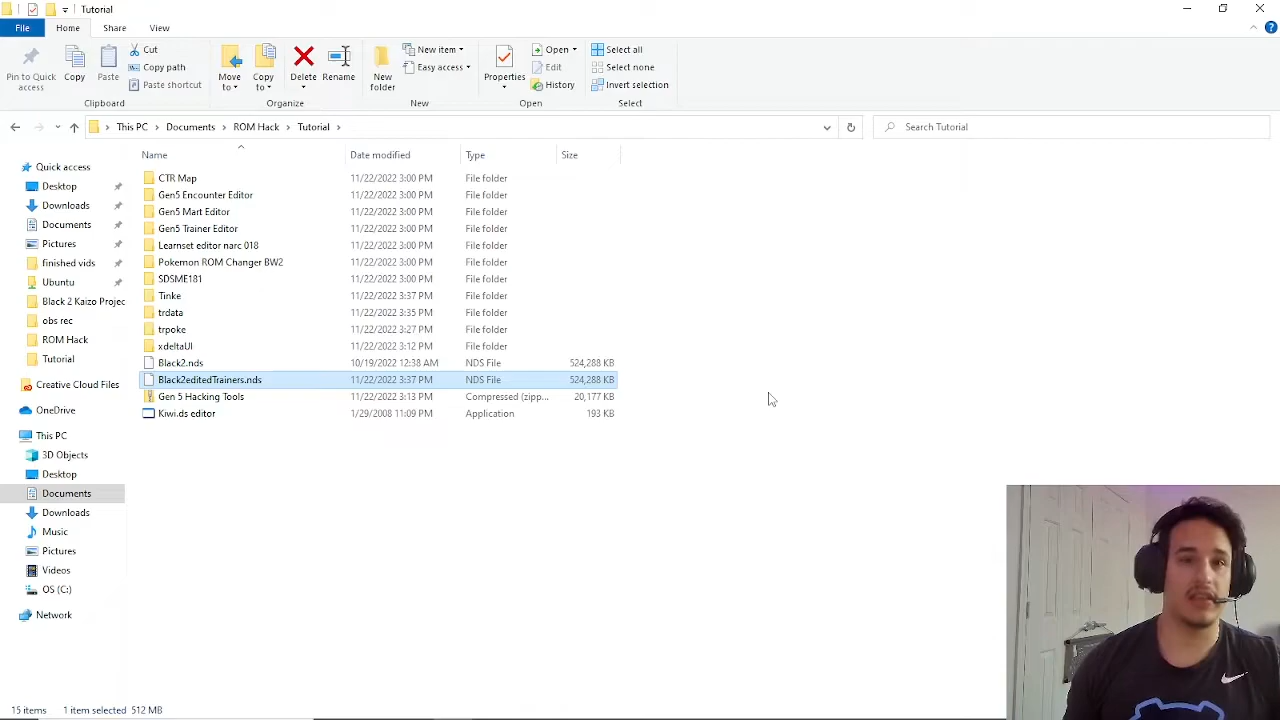 Tutorial
File Home Share View
Pin to Quick access
Copy
Paste
Cut
Copy path
Paste shortcut
Clipboard
Move to
Copy to
Delete
Rename
Organize
New folder
New item
Easy access
New
Properties
Open
Edit
History
Open
Select all
Select none
Invert selection
Select
This PC > Documents > ROM Hack > Tutorial >
Search Tutorial
Name Date modified Type Size
CTR Map 11/22/2022 3:00 PM File folder
Gen5 Encounter Editor 11/22/2022 3:00 PM File folder
Gen5 Mart Editor 11/22/2022 3:00 PM File folder
Gen5 Trainer Editor 11/22/2022 3:00 PM File folder
Learnset editor narc 018 11/22/2022 3:00 PM File folder
Pokemon ROM Changer BW2 11/22/2022 3:00 PM File folder
SDSME181 11/22/2022 3:00 PM File folder
Tinke 11/22/2022 3:37 PM File folder
trdata 11/22/2022 3:35 PM File folder
trpoke 11/22/2022 3:27 PM File folder
xdeltaUI 11/22/2022 3:12 PM File folder
Black2.nds 10/19/2022 12:38 AM NDS File 524,288 KB
Black2editedTrainers.nds 11/22/2022 3:37 PM NDS File 524,288 KB
Gen 5 Hacking Tools 11/22/2022 3:13 PM Compressed (zipp... 20,177 KB
Kiwi.ds editor 1/29/2008 11:09 PM Application 193 KB
Quick access
Desktop
Downloads
Documents
Pictures
finished vids
Ubuntu
Black 2 Kaizo Projec
obs rec
ROM Hack
Tutorial
Creative Cloud Files
OneDrive
This PC
3D Objects
Desktop
Documents
Downloads
Music
Pictures
Videos
OS (C:)
Network
15 items 1 item selected 512 MB